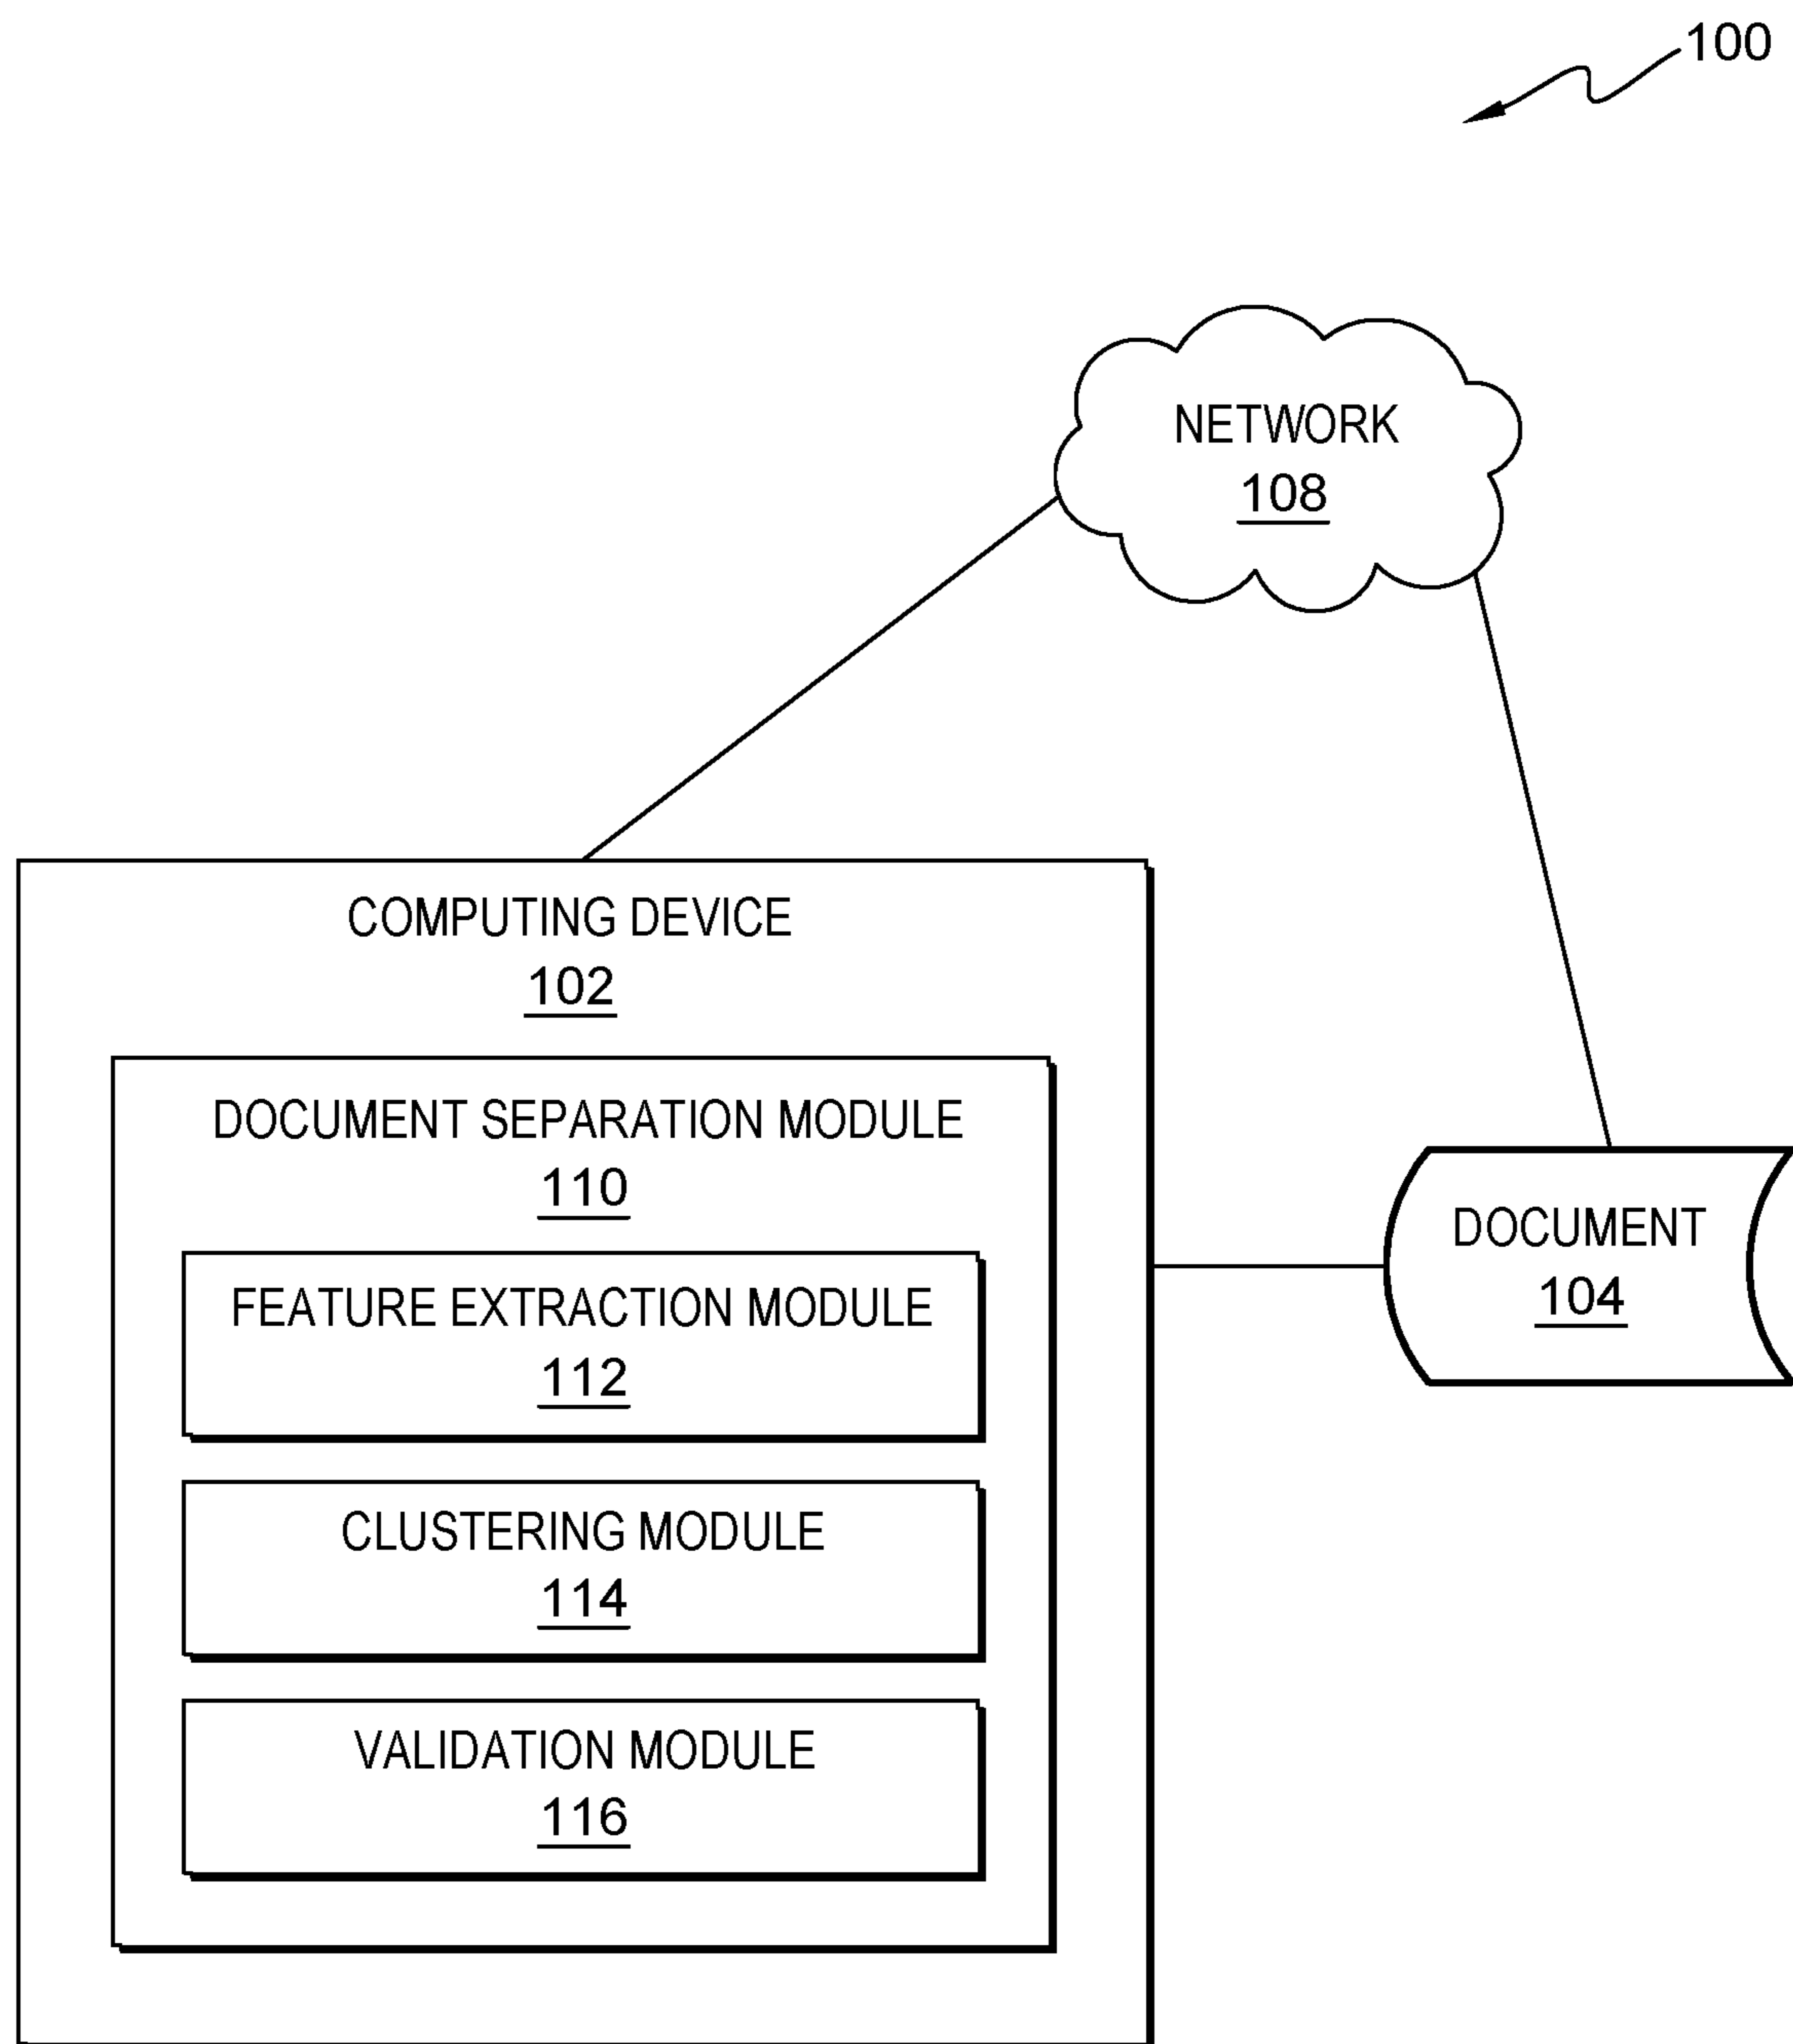 100
NETWORK
108
COMPUTING DEVICE
102
DOCUMENT SEPARATION MODULE
110
DOCUMENT
104
FEATURE EXTRACTION MODULE
112
CLUSTERING MODULE
114
VALIDATION MODULE
116